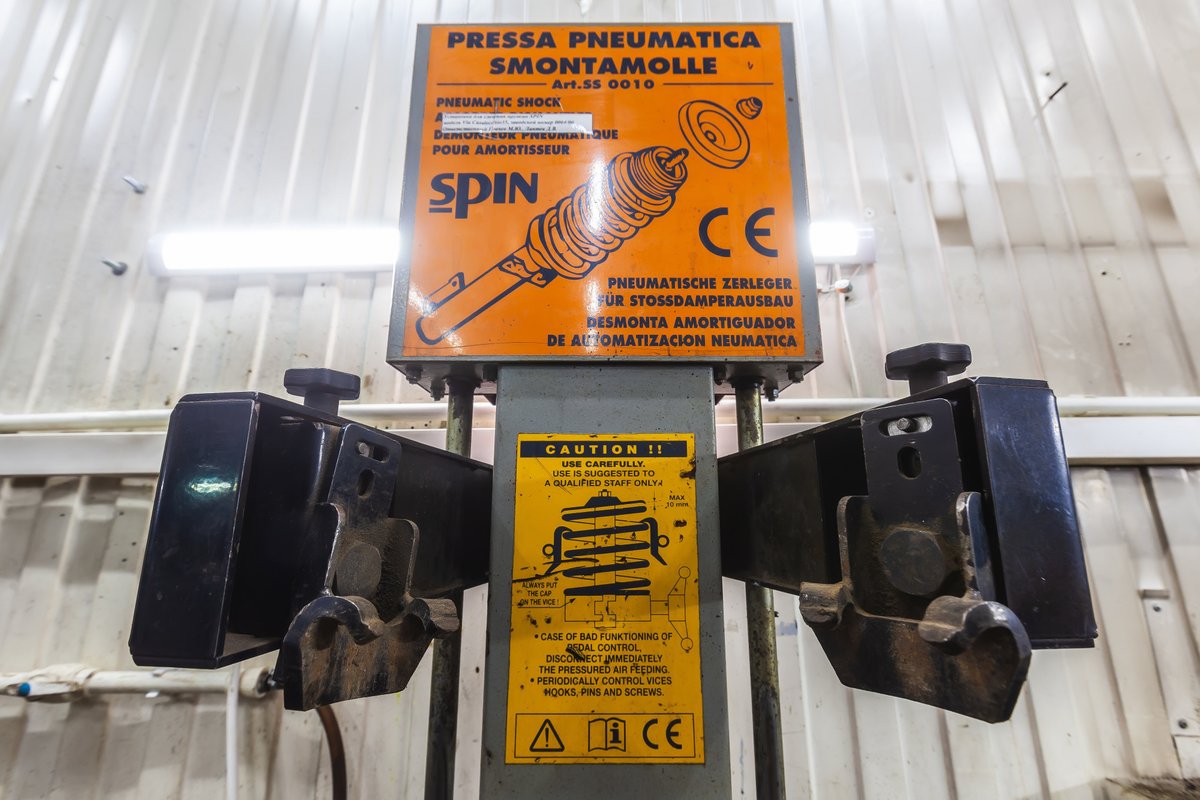 PRESSA PNEUMATICA
SMONTAMOLLE
Art.SS 0010
PNEUMATIC SHOCK
DEMONTEUR PNEUMATIQUE
POUR AMORTISSEUR
SPIN
CE
PNEUMATISCHE ZERLEGER
FÜR STOSSDAMPERAUSBAU
DESMONTA AMORTIGUADOR
DE AUTOMATIZACION NEUMATICA
CAUTION !!
USE CAREFULLY.
USE IS SUGGESTED TO
A QUALIFIED STAFF ONLY.
MAX
10 mm.
ALWAYS PUT
THE CAP
ON THE VICE !
• CASE OF BAD FUNKTIONING OF
PEDAL CONTROL,
DISCONNECT IMMEDIATELY
THE PRESSURED AIR FEEDING.
• PERIODICALLY CONTROL VICES
HOOKS, PINS AND SCREWS.
CE